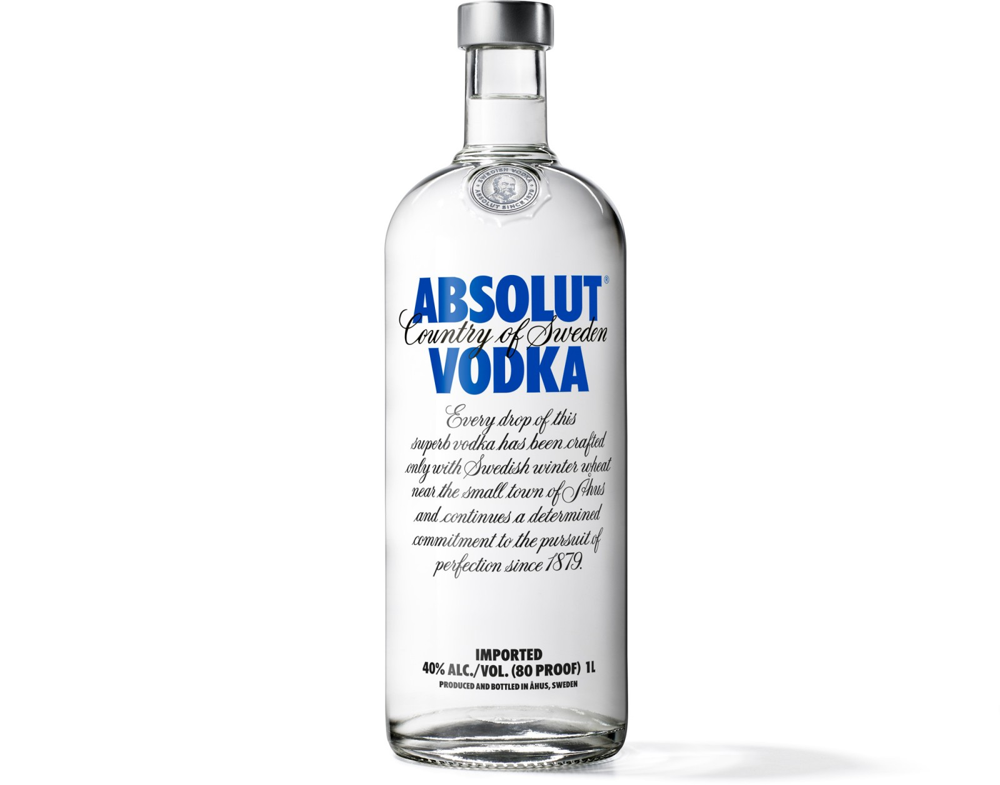 SWEDISH VODKA
ABSOLUT SINCE 1879
ABSOLUT®
Country of Sweden
VODKA
Every drop of this
superb vodka has been crafted
only with Swedish winter wheat
near the small town of Åhus
and continues a determined
commitment to the pursuit of
perfection since 1879.
IMPORTED
40% ALC./VOL. (80 PROOF) 1L
PRODUCED AND BOTTLED IN ÅHUS, SWEDEN